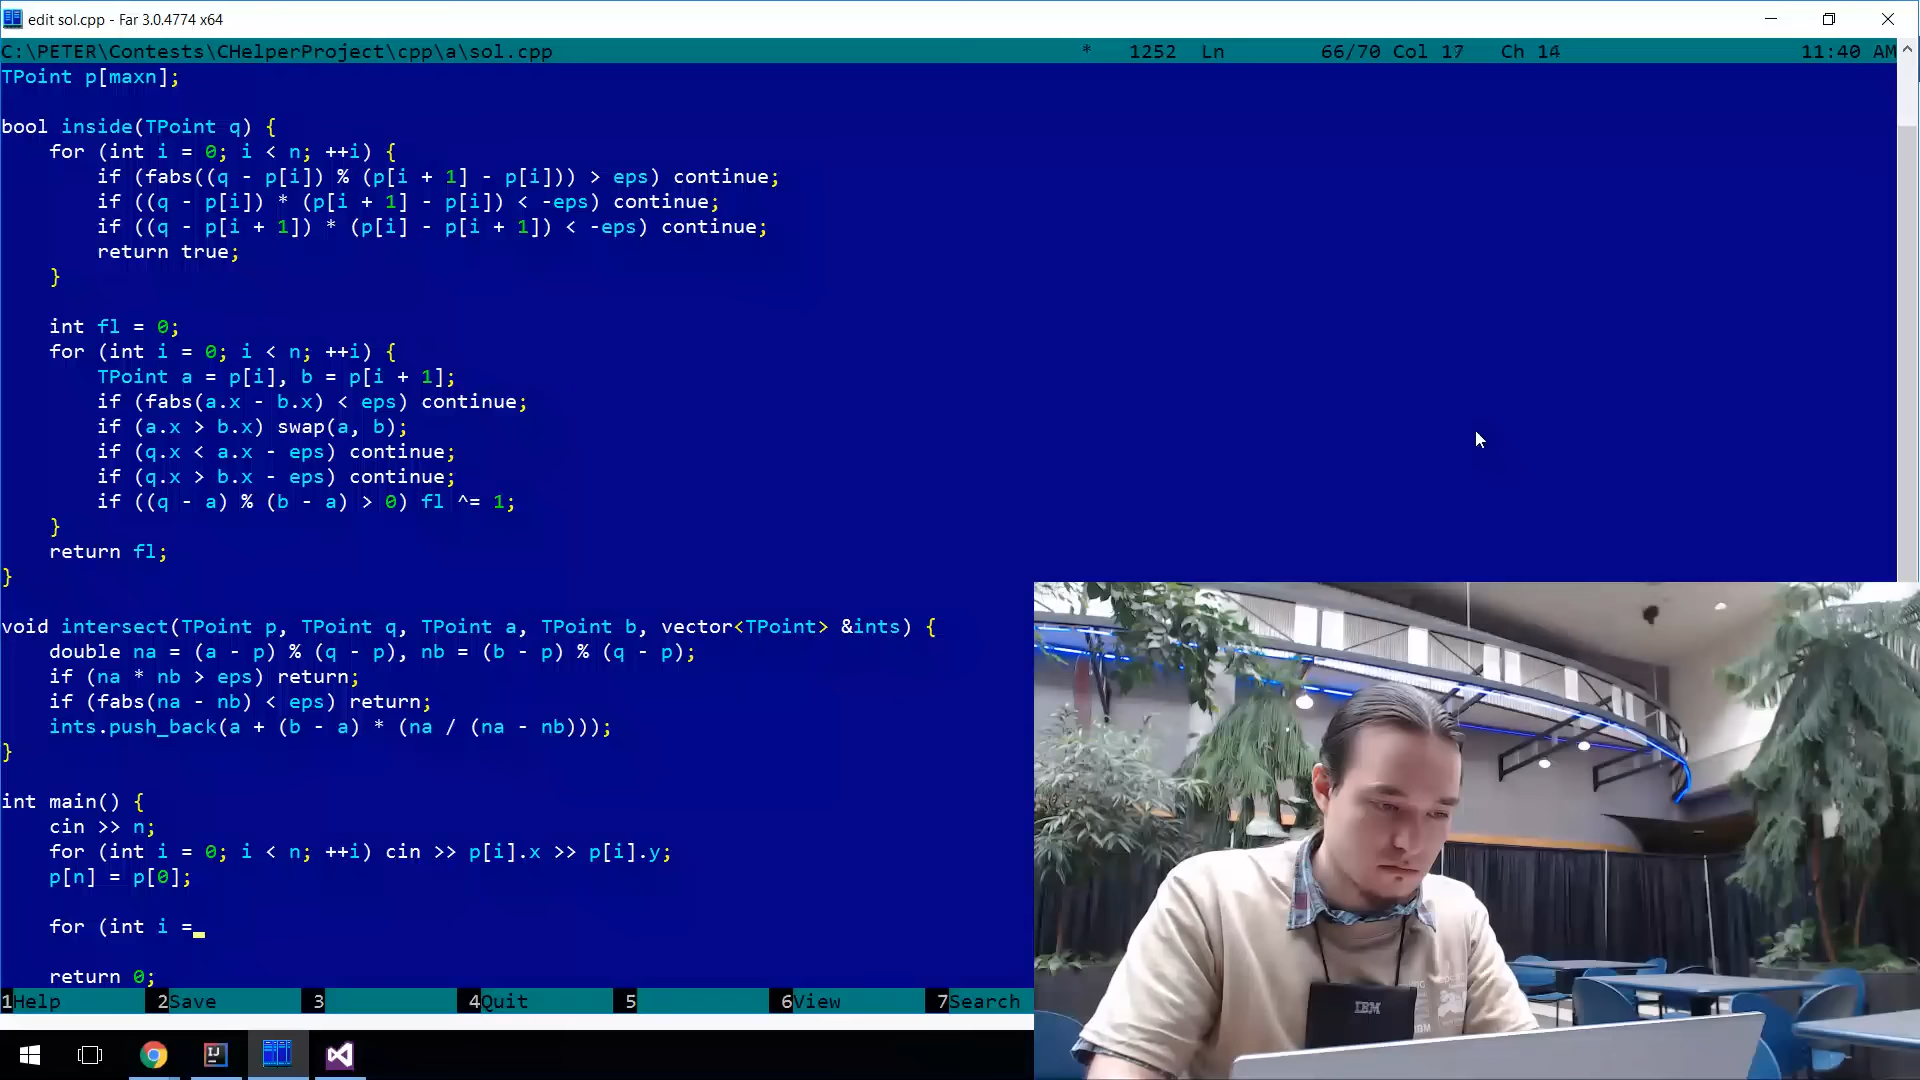 edit sol.cpp - Far 3.0.4774 x64
C:\PETER\Contests\CHelperProject\cpp\a\sol.cpp * 1252 Ln 66/70 Col 17 Ch 14 11:40 AM
TPoint p[maxn];
bool inside(TPoint q) {
for (int i = 0; i < n; ++i) {
if (fabs((q - p[i]) % (p[i + 1] - p[i])) > eps) continue;
if ((q - p[i]) * (p[i + 1] - p[i]) < -eps) continue;
if ((q - p[i + 1]) * (p[i] - p[i + 1]) < -eps) continue;
return true;
}
int fl = 0;
for (int i = 0; i < n; ++i) {
TPoint a = p[i], b = p[i + 1];
if (fabs(a.x - b.x) < eps) continue;
if (a.x > b.x) swap(a, b);
if (q.x < a.x - eps) continue;
if (q.x > b.x - eps) continue;
if ((q - a) % (b - a) > 0) fl ^= 1;
}
return fl;
}
void intersect(TPoint p, TPoint q, TPoint a, TPoint b, vector<TPoint> &ints) {
double na = (a - p) % (q - p), nb = (b - p) % (q - p);
if (na * nb > eps) return;
if (fabs(na - nb) < eps) return;
ints.push_back(a + (b - a) * (na / (na - nb)));
}
int main() {
cin >> n;
for (int i = 0; i < n; ++i) cin >> p[i].x >> p[i].y;
p[n] = p[0];
for (int i =
return 0;
1Help 2Save 3 4Quit 5 6View 7Search
IBM